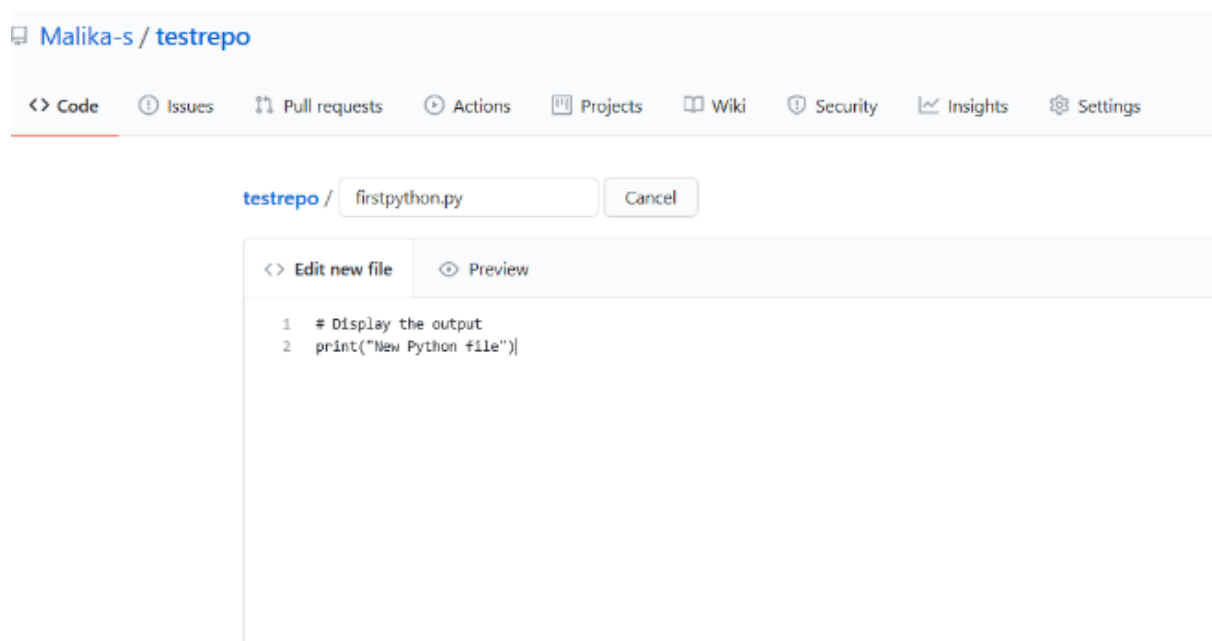 Malika-s / testrepo
Code Issues Pull requests Actions Projects Wiki Security Insights Settings
testrepo / firstpython.py Cancel
<> Edit new file Preview
1 # Display the output
2 print("New Python file")